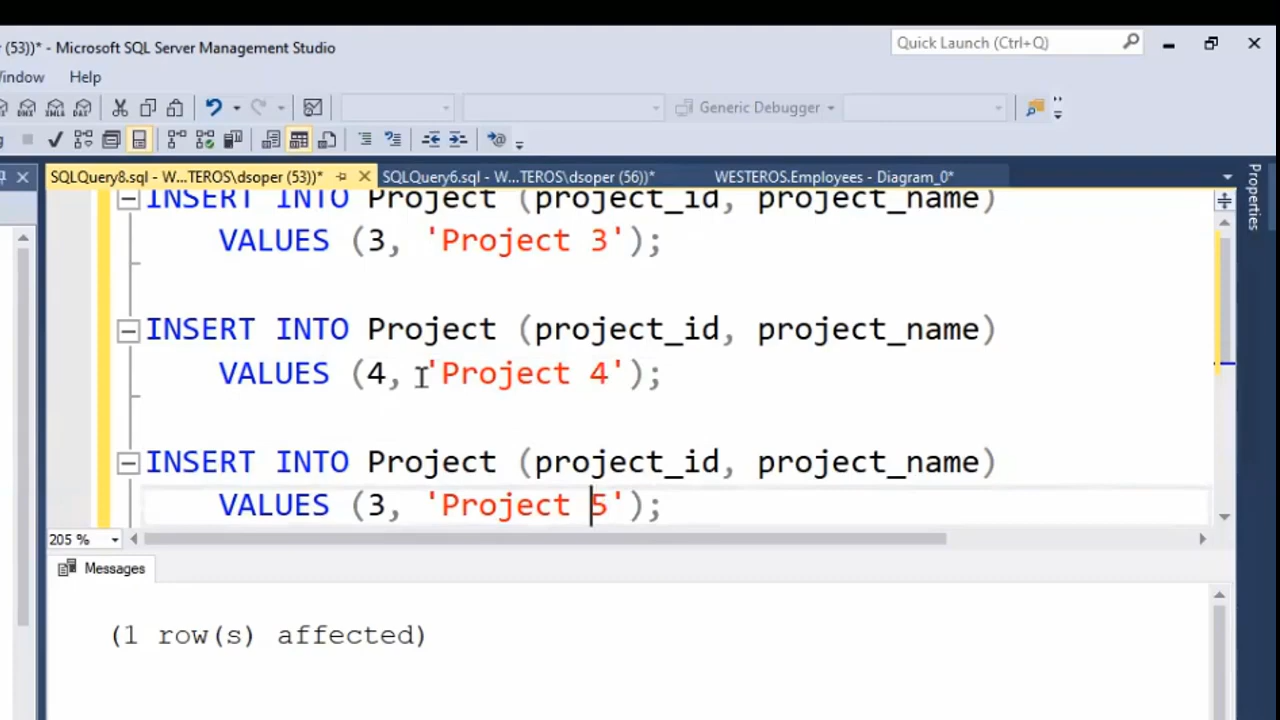 (53))* - Microsoft SQL Server Management Studio
Quick Launch (Ctrl+Q)
indow Help
Generic Debugger
SQLQuery8.sql - W...TEROS\dsoper (53))*
SQLQuery6.sql - W...TEROS\dsoper (56))*
WESTEROS.Employees - Diagram_0*
Properties
INSERT INTO Project (project_id, project_name)
VALUES (3, 'Project 3');
INSERT INTO Project (project_id, project_name)
VALUES (4, 'Project 4');
INSERT INTO Project (project_id, project_name)
VALUES (3, 'Project 5');
205 %
Messages
(1 row(s) affected)